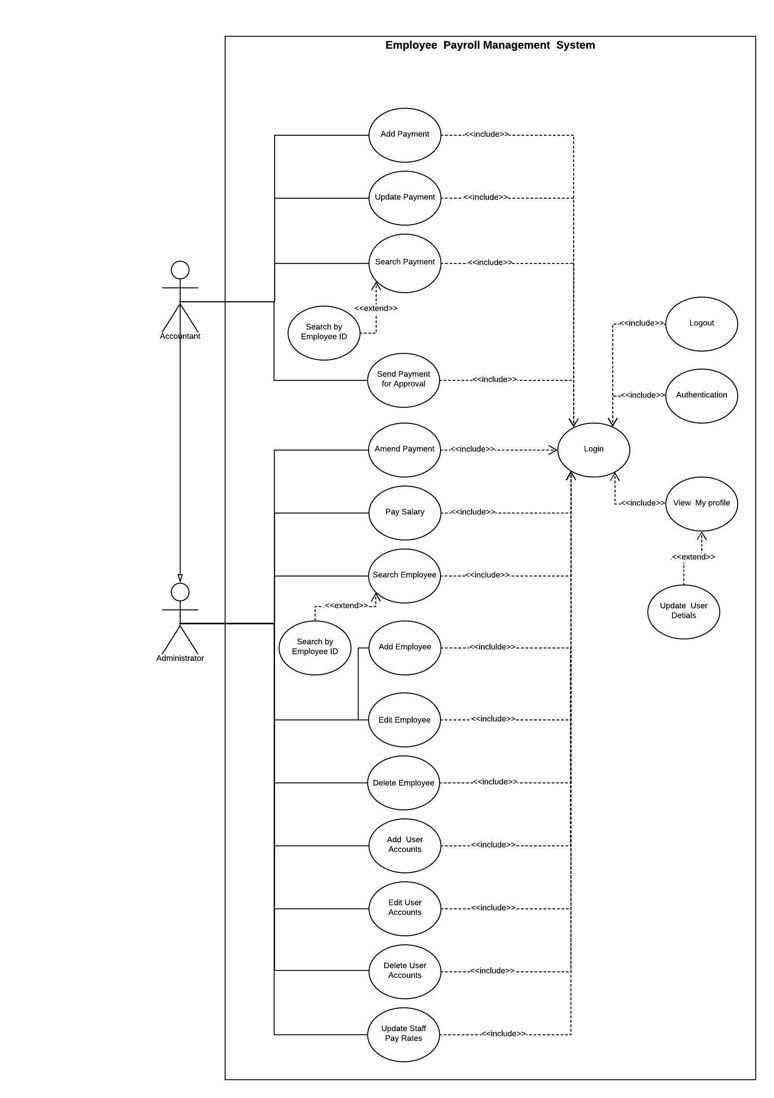 Employee Payroll Management System
Add Payment
<<include>>
Update Payment
<<include>>
Search Payment
<<include>>
<<extend>>
Search by
Employee ID
Accountant
<<include>>
Logout
Send Payment
for Approval
<<include>>
<<include>>
Authentication
Amend Payment
<<include>>
Login
Pay Salary
<<include>>
<<include>>
View My profile
<<extend>>
Search Employee
<<include>>
<<extend>>
Update User
Detials
Search by
Employee ID
Administrator
Add Employee
<<inculde>>
Edit Employee
<<include>>
Delete Employee
<<include>>
Add User
Accounts
<<include>>
Edit User
Accounts
<<include>>
Delete User
Accounts
<<include>>
Update Staff
Pay Rates
<<include>>